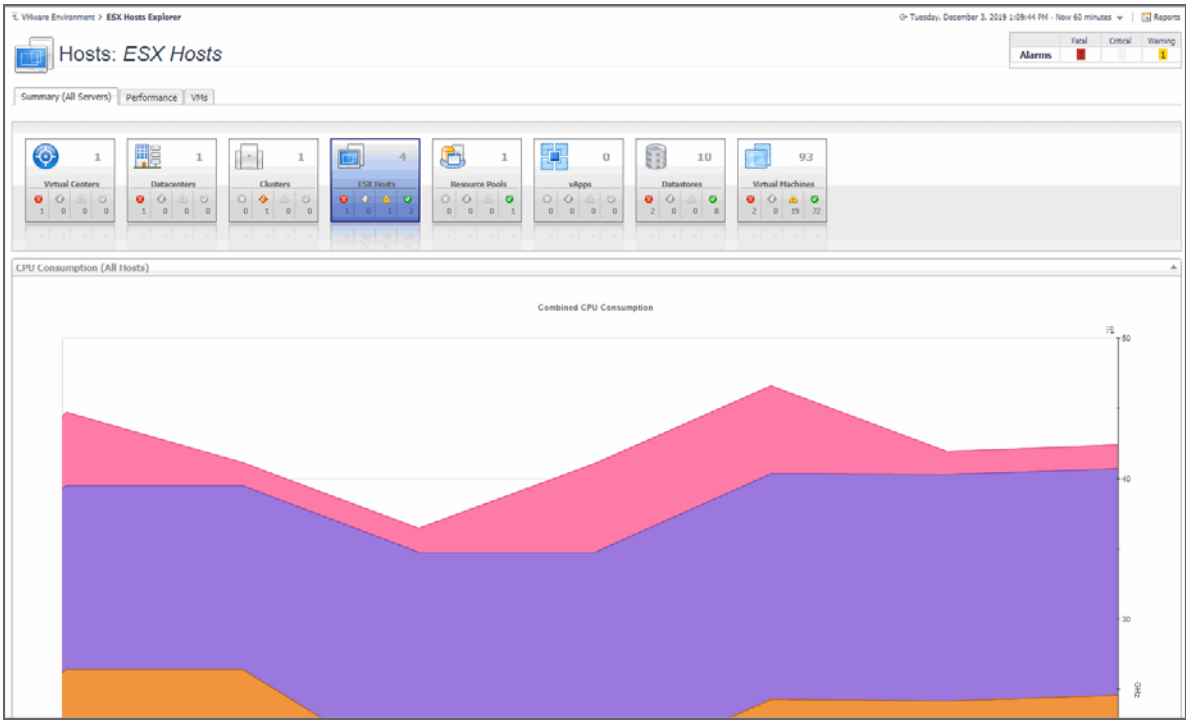 VMware Environment > ESX Hosts Explorer
Tuesday, December 3, 2019 1:09:44 PM - Now 60 minutes | Reports
Hosts: ESX Hosts
Fatal Critical Warning
Alarms 1
Summary (All Servers) Performance VMs
1 1 1 4 1 0 10 93
Virtual Centers Datacenters Clusters ESX Hosts Resource Pools vApps Datastores Virtual Machines
1 0 0 0 1 0 0 0 0 1 0 0 1 0 1 2 0 0 0 1 0 0 0 0 2 0 0 8 2 0 19 72
CPU Consumption (All Hosts)
Combined CPU Consumption
50
40
30
GHz